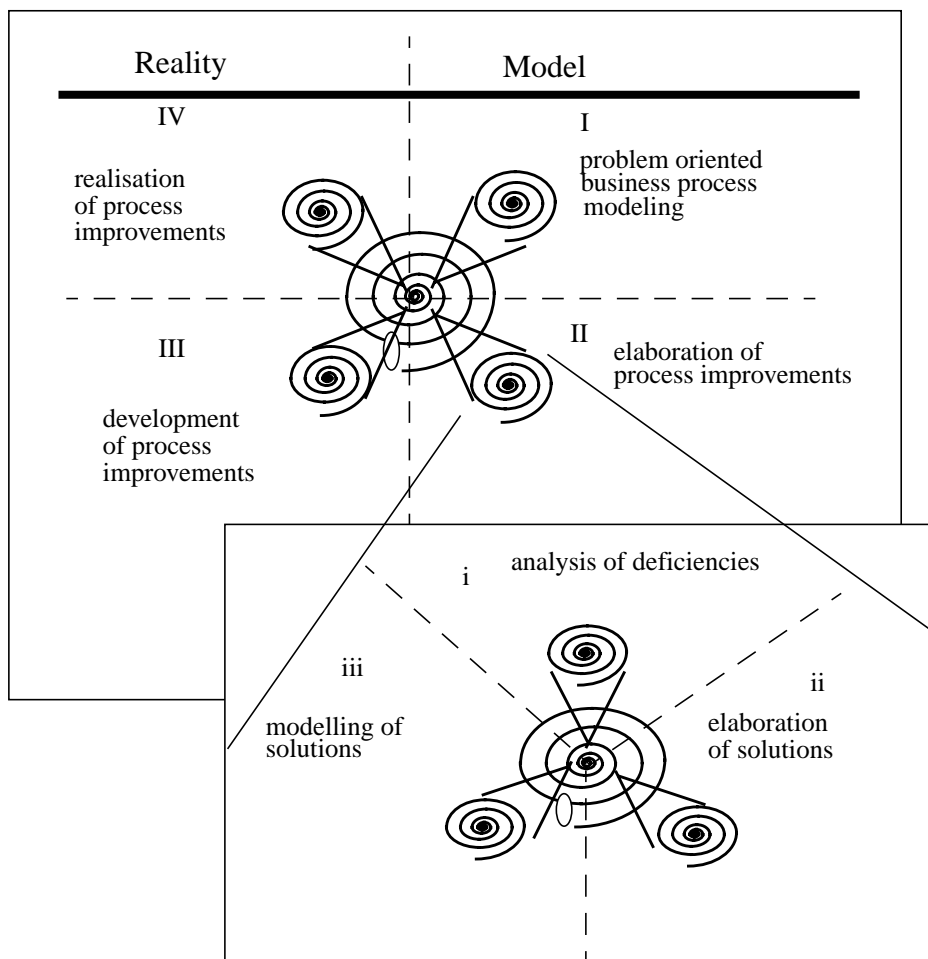 Reality
Model
IV
I
realisation
of process
improvements
problem oriented
business process
modeling
III
II
development
of process
improvements
elaboration of
process improvements
i
analysis of deficiencies
iii
ii
modelling of
solutions
elaboration
of solutions